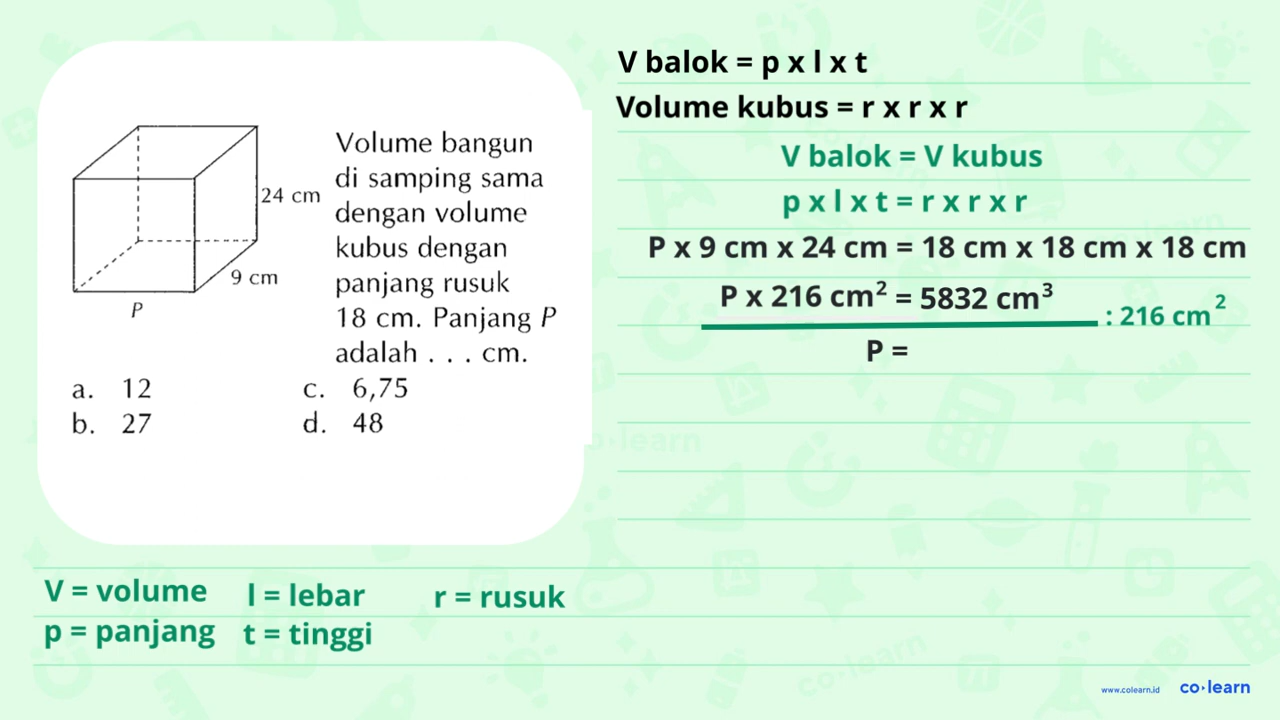 24 cm
9 cm
P
Volume bangun
di samping sama
dengan volume
kubus dengan
panjang rusuk
18 cm. Panjang P
adalah . . . cm.
a. 12 c. 6,75
b. 27 d. 48
V balok = p x l x t
Volume kubus = r x r x r
V balok = V kubus
p x l x t = r x r x r
P x 9 cm x 24 cm = 18 cm x 18 cm x 18 cm
P x 216 cm² = 5832 cm³ : 216 cm²
P =
V = volume l = lebar r = rusuk
p = panjang t = tinggi
www.colearn.id co·learn